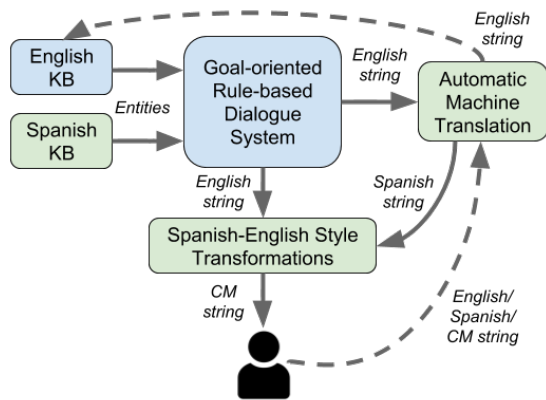 English
string
English
KB
Goal-oriented
Rule-based
Dialogue
System
English
string
Automatic
Machine
Translation
Entities
Spanish
KB
English
string
Spanish
string
Spanish-English Style
Transformations
CM
string
English/
Spanish/
CM string